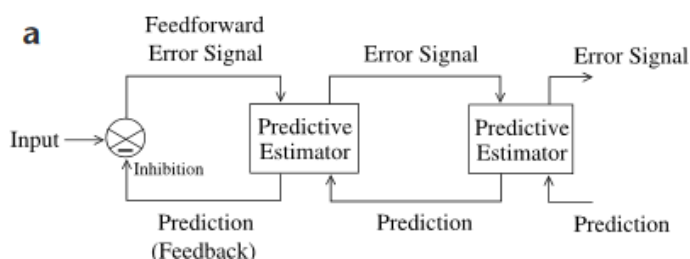 a
Feedforward
Error Signal
Error Signal
Error Signal
Input
Predictive
Estimator
Predictive
Estimator
Inhibition
Prediction
(Feedback)
Prediction
Prediction